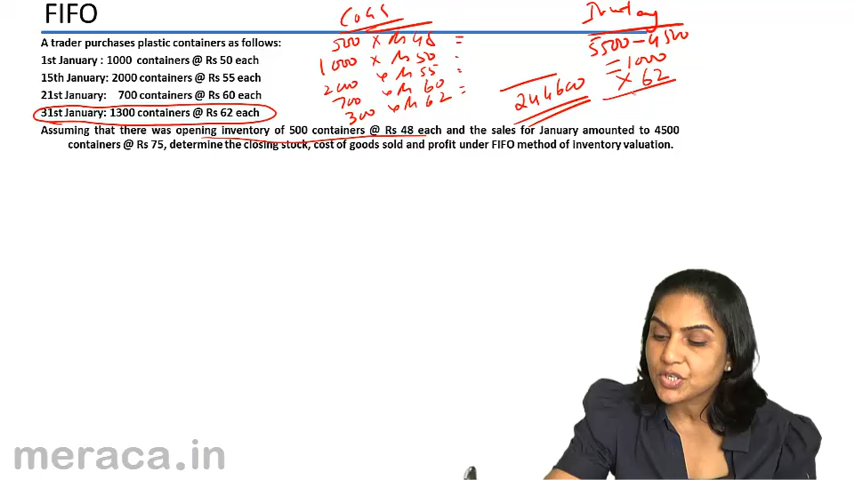 FIFO
A trader purchases plastic containers as follows:
1st January : 1000 containers @ Rs 50 each
15th January: 2000 containers @ Rs 55 each
21st January: 700 containers @ Rs 60 each
31st January: 1300 containers @ Rs 62 each
Assuming that there was opening inventory of 500 containers @ Rs 48 each and the sales for January amounted to 4500
containers @ Rs 75, determine the closing stock, cost of goods sold and profit under FIFO method of inventory valuation.
COGS
500 × Rs 48 =
1000 × Rs 50 :
2000 × Rs 55 :
700 × Rs 60 :
300 × Rs 62 =
244600
Inventory
5500 - 4500
= 1000
× 62
meraca.in